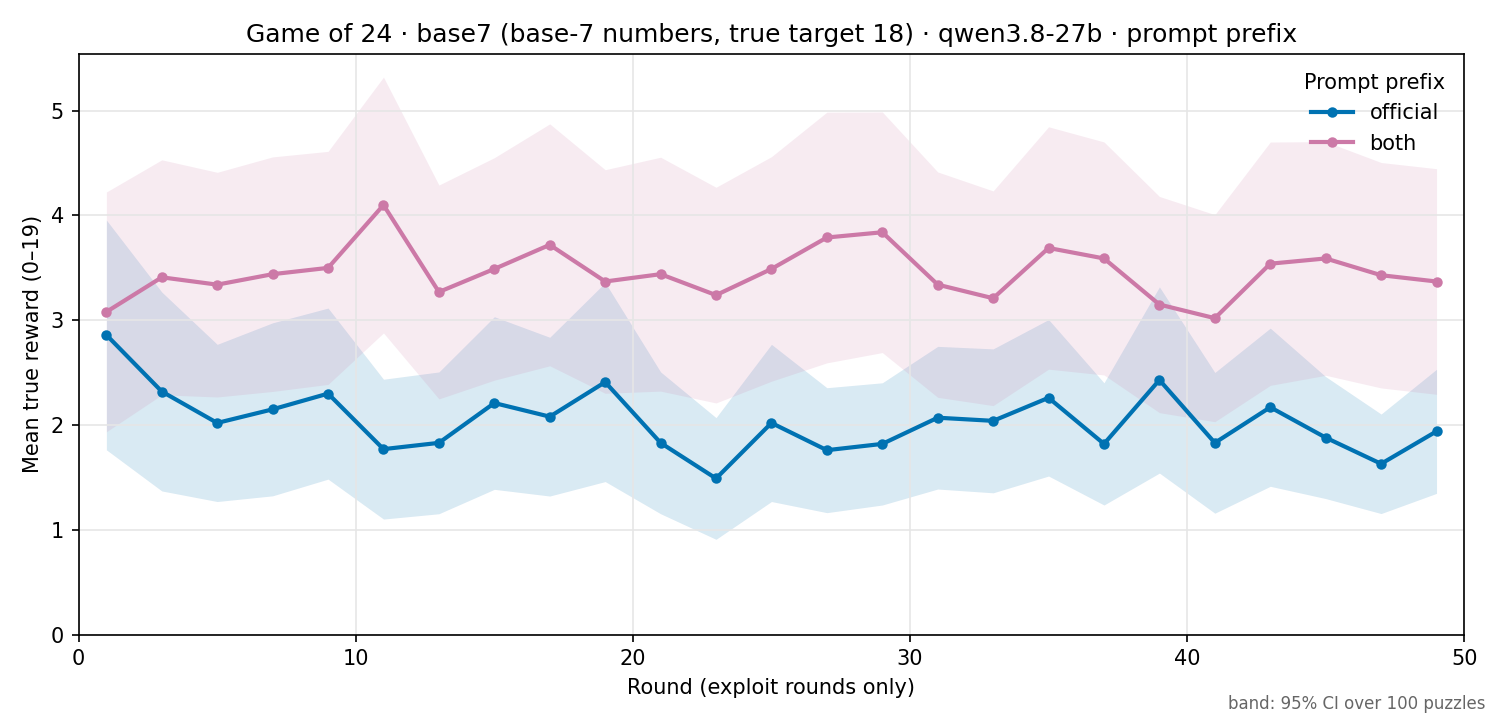 Game of 24 · base7 (base-7 numbers, true target 18) · qwen3.8-27b · prompt prefix
Prompt prefix
official
both
5
4
3
2
1
0
Mean true reward (0–19)
0 10 20 30 40 50
Round (exploit rounds only)
band: 95% CI over 100 puzzles